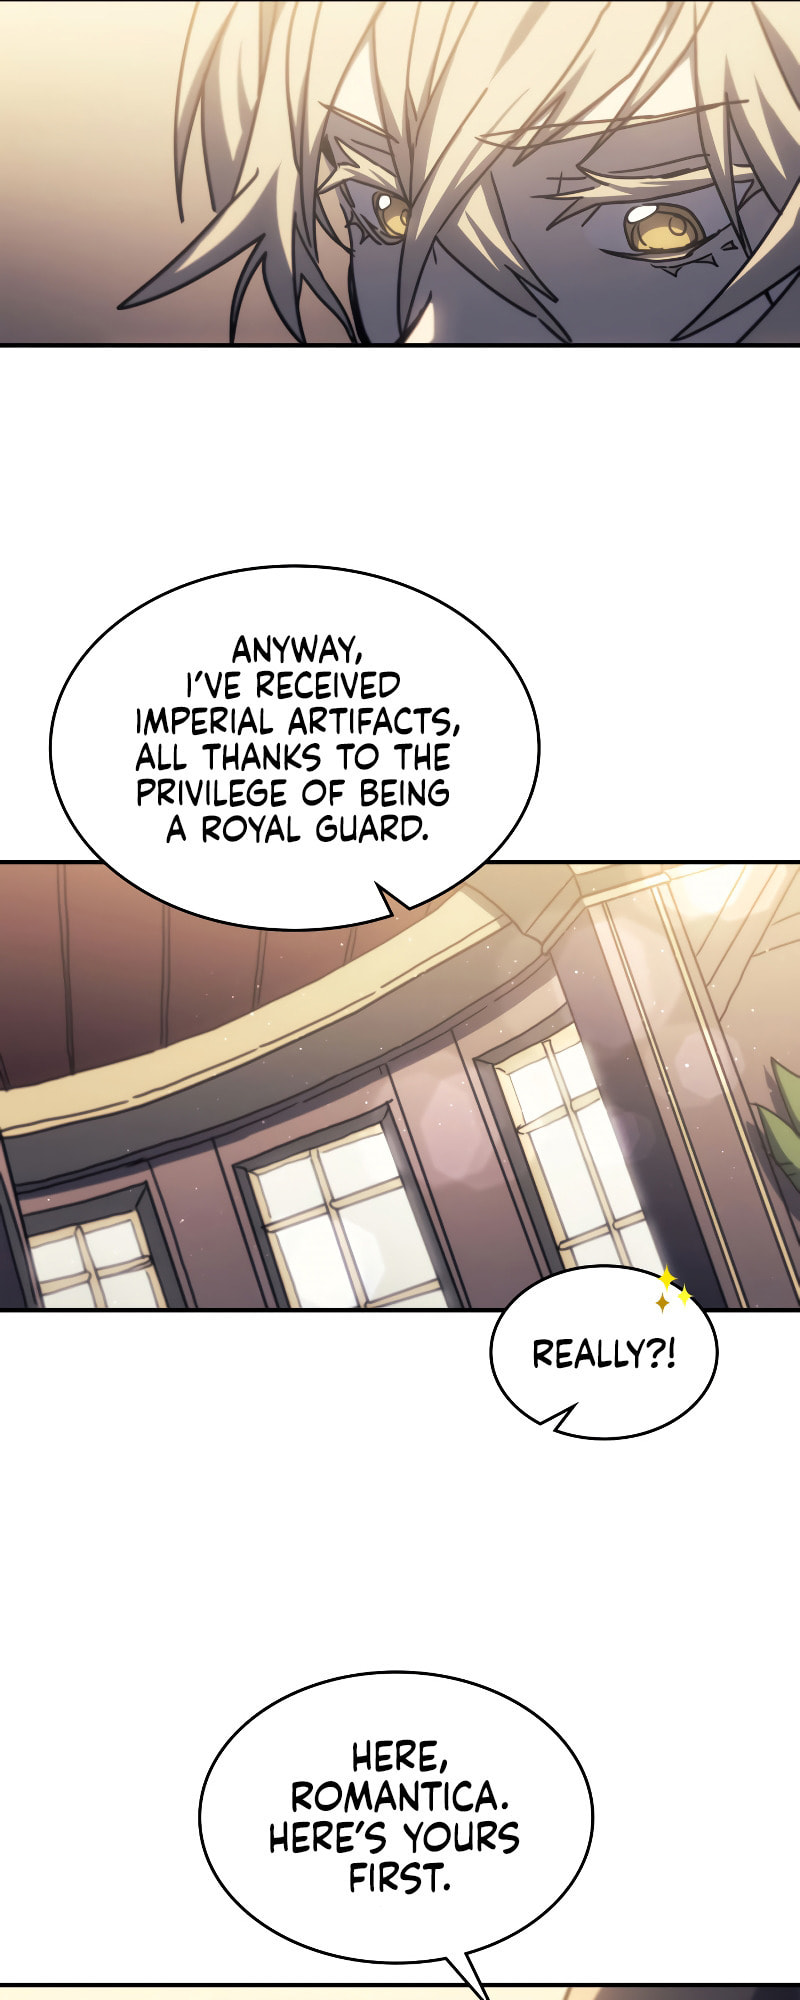 ANYWAY,
I'VE RECEIVED
IMPERIAL ARTIFACTS,
ALL THANKS TO THE
PRIVILEGE OF BEING
A ROYAL GUARD.
REALLY?!
HERE,
ROMANTICA.
HERE'S YOURS
FIRST.